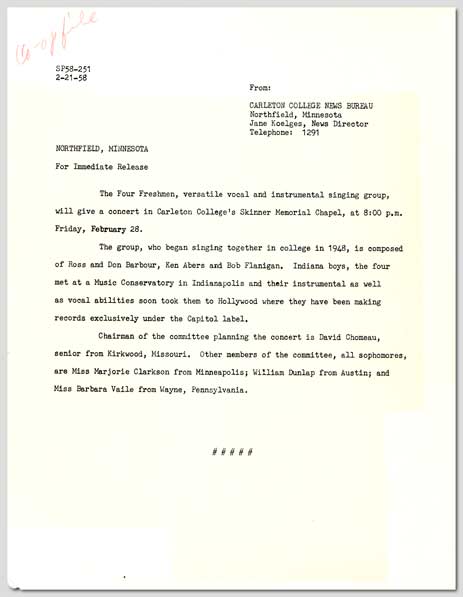 Co-op file
SP58-251
2-21-58
From:
CARLETON COLLEGE NEWS BUREAU
Northfield, Minnesota
Jane Koelges, News Director
Telephone: 1291
NORTHFIELD, MINNESOTA
For Immediate Release
The Four Freshmen, versatile vocal and instrumental singing group,
will give a concert in Carleton College's Skinner Memorial Chapel, at 8:00 p.m.
Friday, February 28.
The group, who began singing together in college in 1948, is composed
of Ross and Don Barbour, Ken Abers and Bob Flanigan. Indiana boys, the four
met at a Music Conservatory in Indianapolis and their instrumental as well
as vocal abilities soon took them to Hollywood where they have been making
records exclusively under the Capitol label.
Chairman of the committee planning the concert is David Chomeau,
senior from Kirkwood, Missouri. Other members of the committee, all sophomores,
are Miss Marjorie Clarkson from Minneapolis; William Dunlap from Austin; and
Miss Barbara Vaile from Wayne, Pennsylvania.
# # # # #